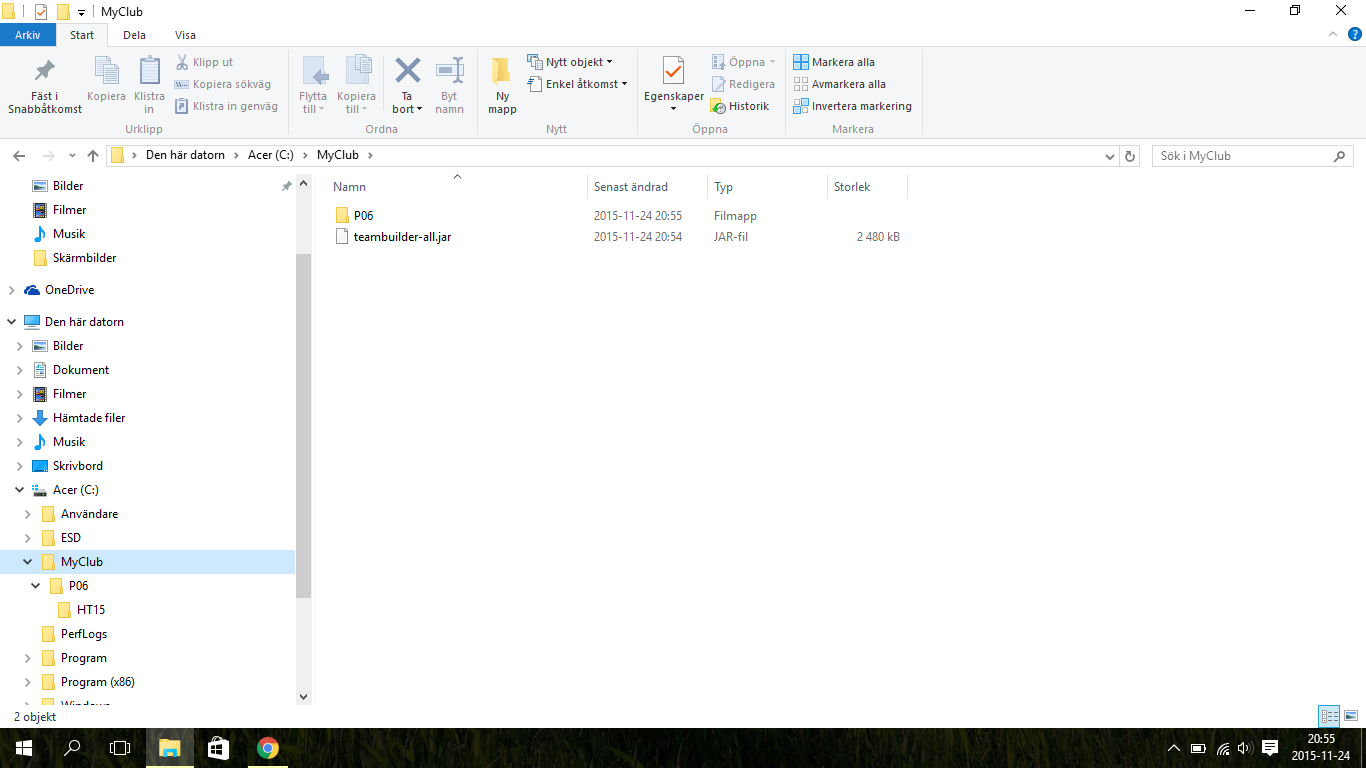 MyClub
Arkiv Start Dela Visa
Fäst i Snabbåtkomst
Kopiera
Klistra in
Klipp ut
Kopiera sökväg
Klistra in genväg
Urklipp
Flytta till
Kopiera till
Ta bort
Byt namn
Ordna
Ny mapp
Nytt objekt
Enkel åtkomst
Nytt
Egenskaper
Öppna
Redigera
Historik
Öppna
Markera alla
Avmarkera alla
Invertera markering
Markera
Den här datorn Acer (C:) MyClub
Sök i MyClub
Bilder
Filmer
Musik
Skärmbilder
OneDrive
Den här datorn
Bilder
Dokument
Filmer
Hämtade filer
Musik
Skrivbord
Acer (C:)
Användare
ESD
MyClub
P06
HT15
PerfLogs
Program
Program (x86)
Windows
Namn Senast ändrad Typ Storlek
P06 2015-11-24 20:55 Filmapp
teambuilder-all.jar 2015-11-24 20:54 JAR-fil 2 480 kB
2 objekt
20:55
2015-11-24